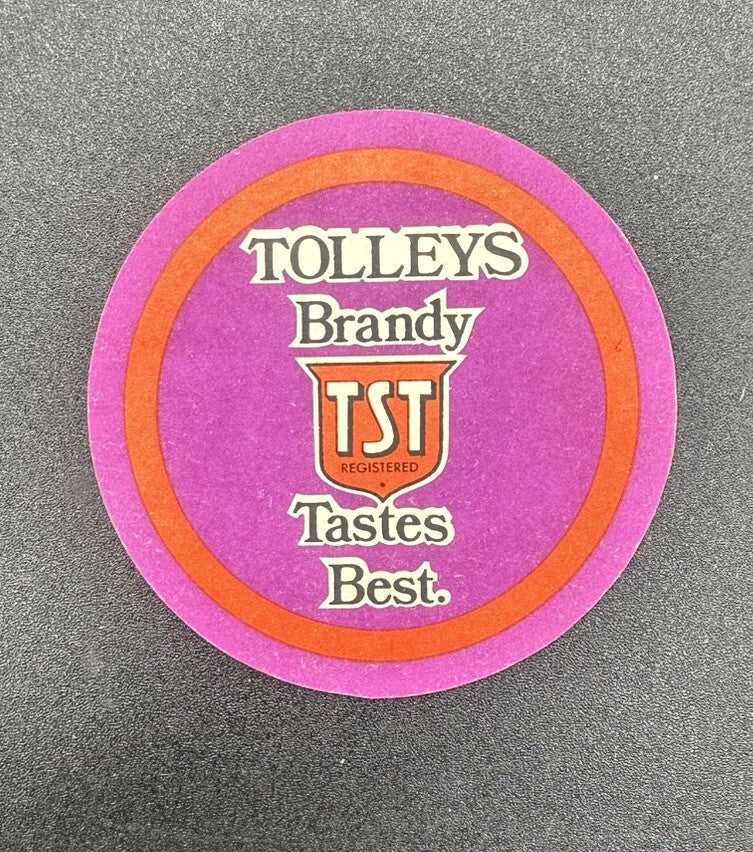 TOLLEYS
Brandy
TST
REGISTERED
Tastes
Best.